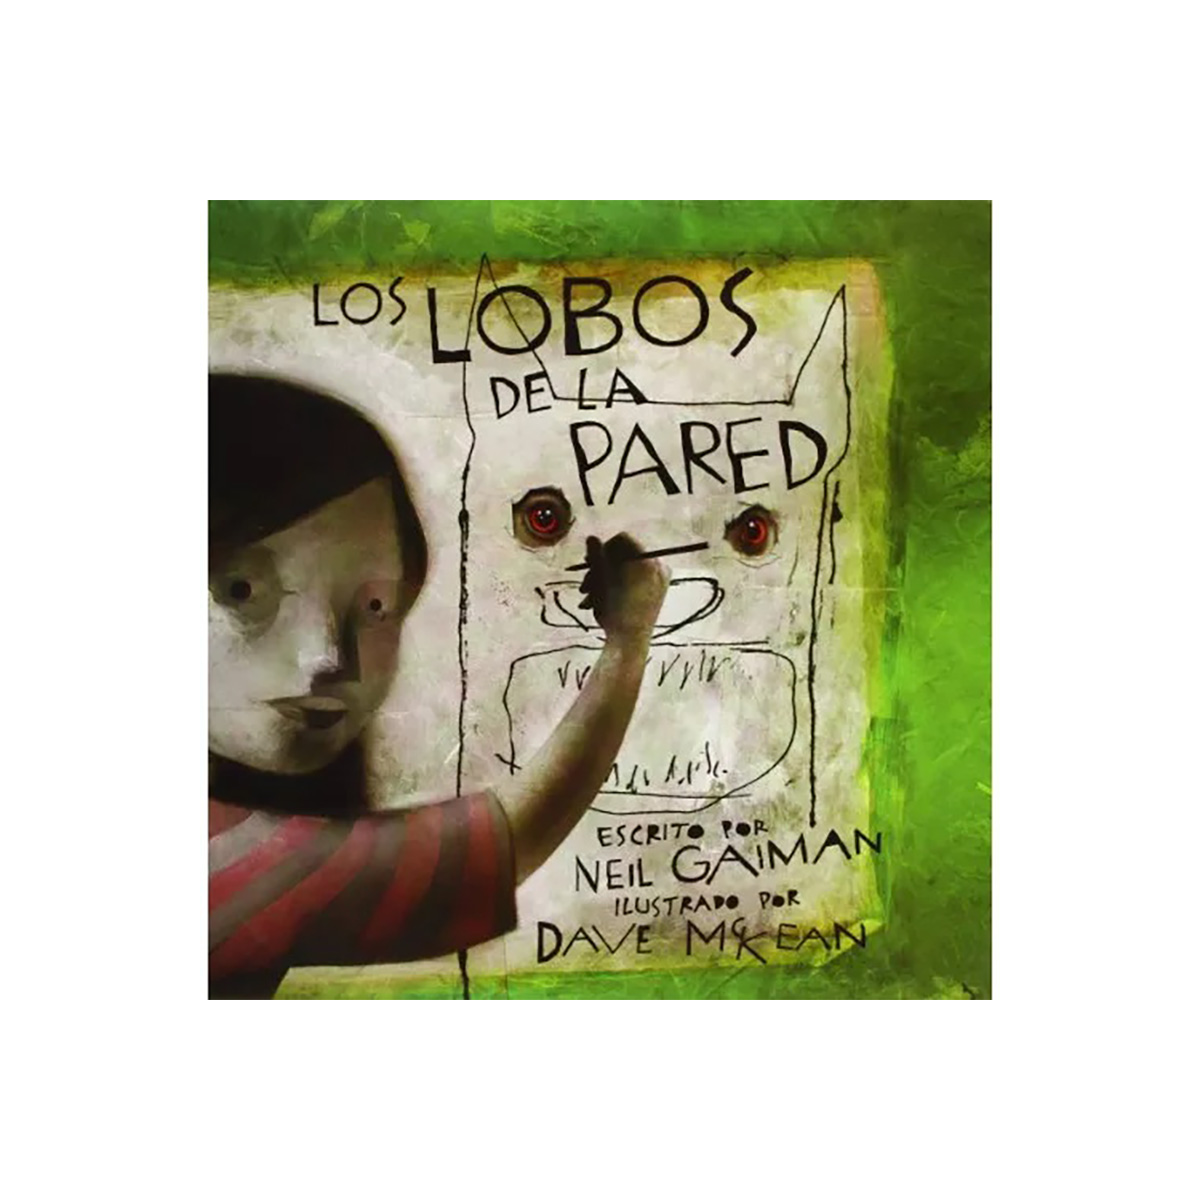 LOS LOBOS
DE LA
PARED
ESCRITO POR
NEIL GAIMAN
ILUSTRADO POR
DAVE McKEAN